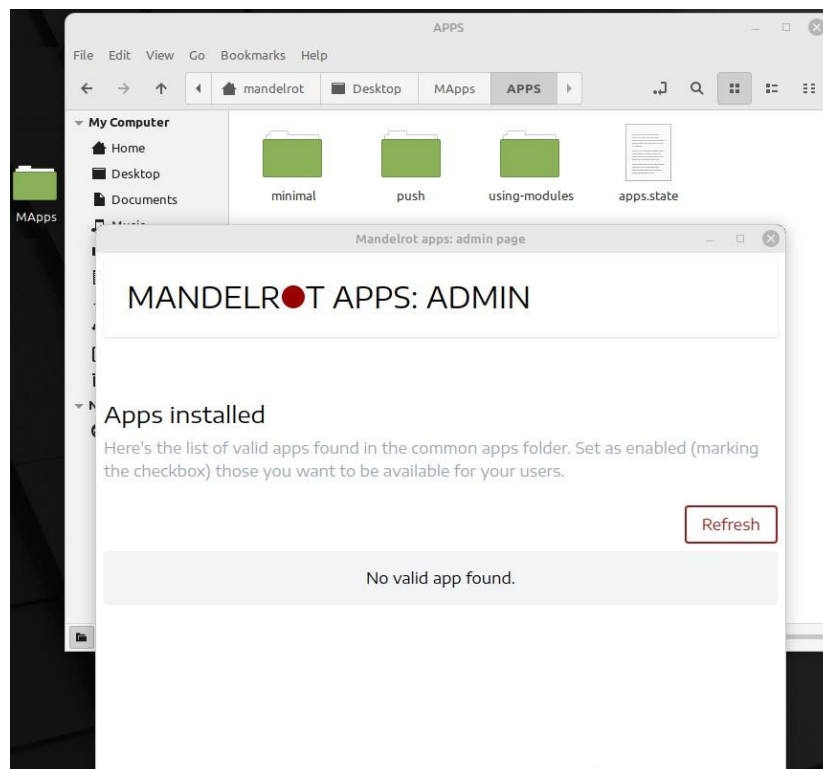 APPS
File Edit View Go Bookmarks Help
mandelrot Desktop MApps APPS
My Computer
Home
Desktop
Documents
minimal push using-modules apps.state
MApps
Mandelrot apps: admin page
MANDELROT APPS: ADMIN
Apps installed
Here's the list of valid apps found in the common apps folder. Set as enabled (marking
the checkbox) those you want to be available for your users.
Refresh
No valid app found.